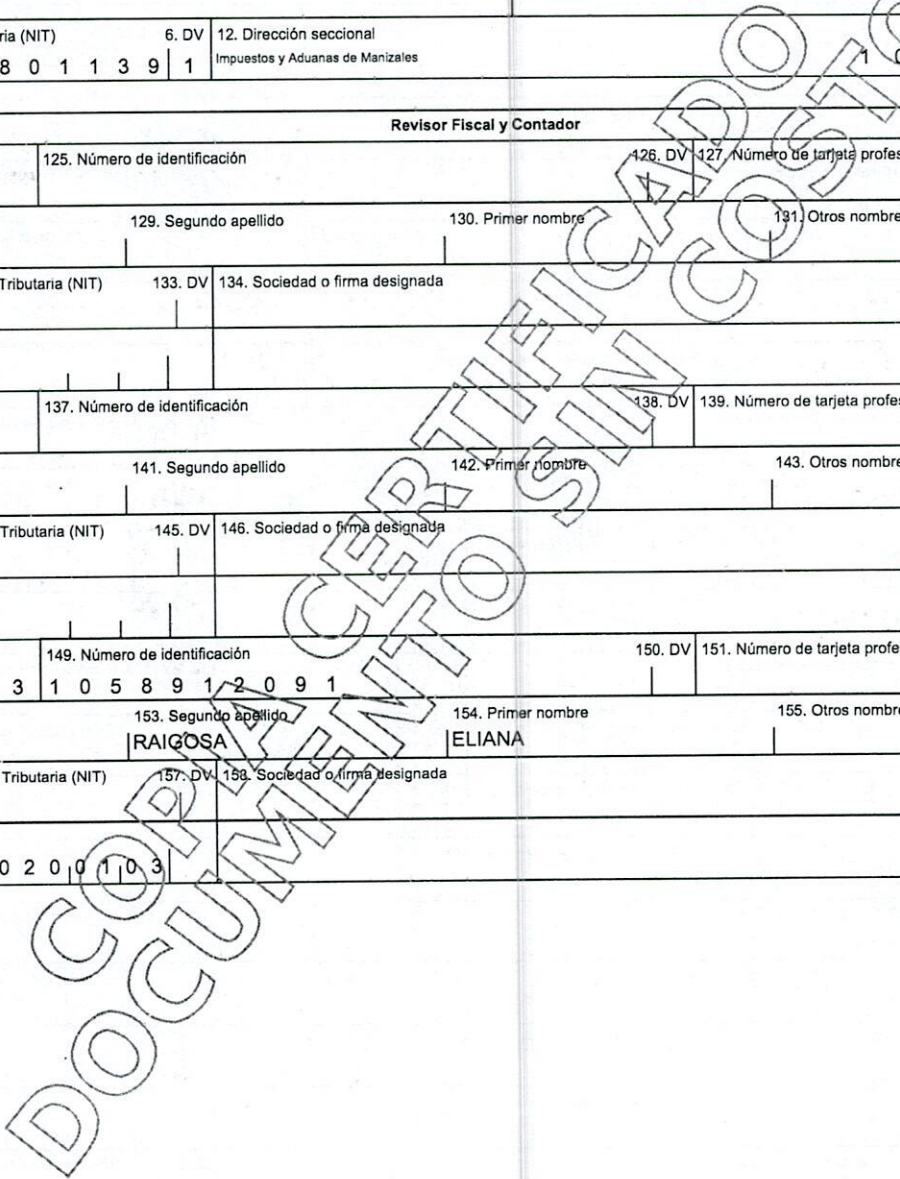 ria (NIT) 6. DV 12. Dirección seccional
8 0 1 1 3 9 1 Impuestos y Aduanas de Manizales 1 0
Revisor Fiscal y Contador
125. Número de identificación 126. DV 127. Número de tarjeta profes
129. Segundo apellido 130. Primer nombre 131. Otros nombre
Tributaria (NIT) 133. DV 134. Sociedad o firma designada
137. Número de identificación 138. DV 139. Número de tarjeta profes
141. Segundo apellido 142. Primer nombre 143. Otros nombre
Tributaria (NIT) 145. DV 146. Sociedad o firma designada
149. Número de identificación 150. DV 151. Número de tarjeta profe
3 1 0 5 8 9 1 2 0 9 1
153. Segundo apellido 154. Primer nombre 155. Otros nombre
RAIGOSA ELIANA
Tributaria (NIT) 157. DV 158. Sociedad o firma designada
0 2 0 0 1 0 3
COPIA CERTIFICADO
DOCUMENTO SIN COSTO